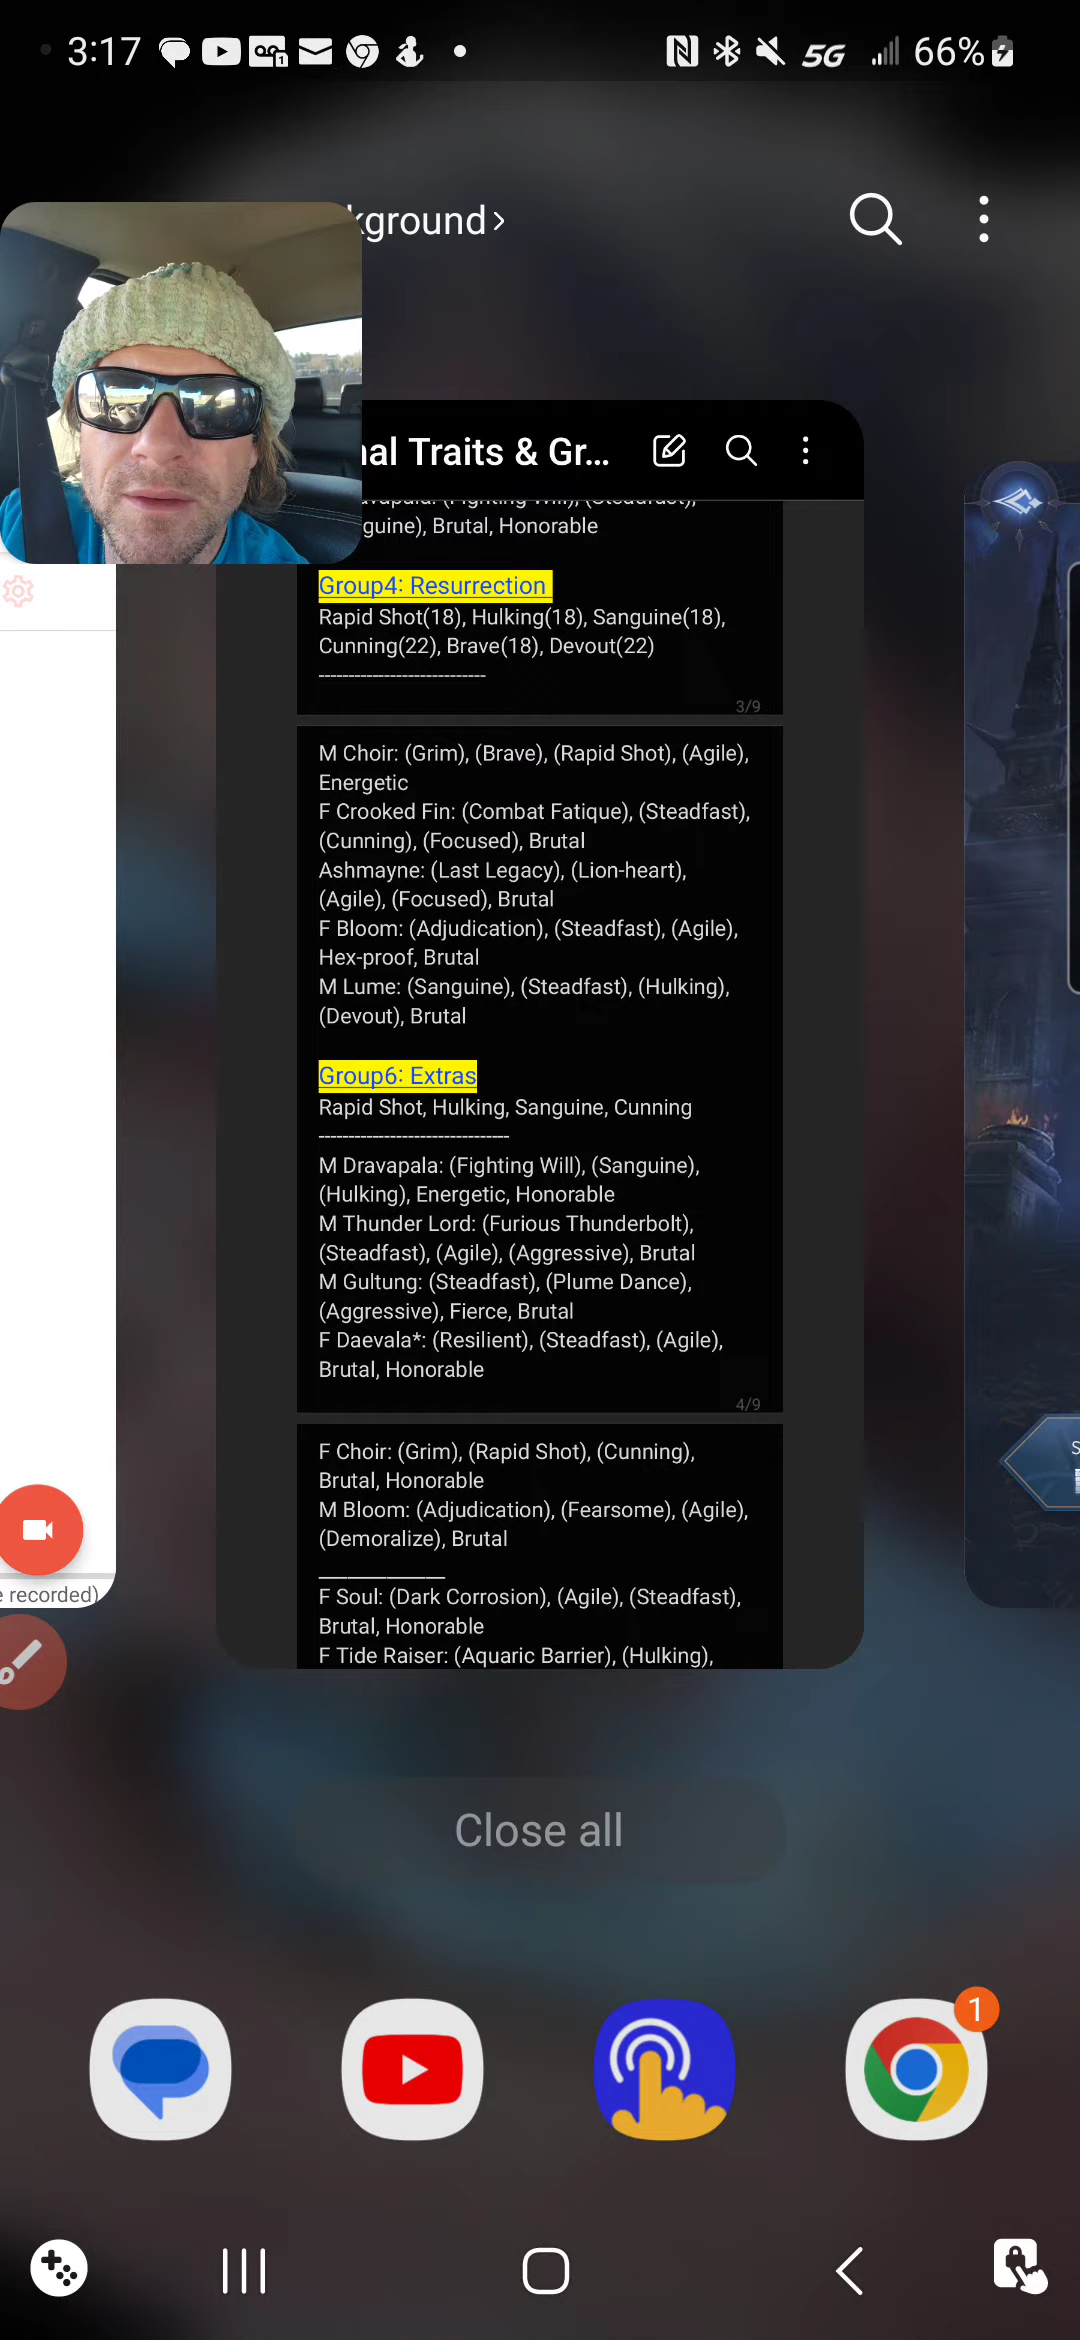 3:17
5G
66%
kground>
nal Traits & Gr...
guine), Brutal, Honorable
Group4: Resurrection
Rapid Shot(18), Hulking(18), Sanguine(18),
Cunning(22), Brave(18), Devout(22)
----------------------------
3/9
M Choir: (Grim), (Brave), (Rapid Shot), (Agile),
Energetic
F Crooked Fin: (Combat Fatique), (Steadfast),
(Cunning), (Focused), Brutal
Ashmayne: (Last Legacy), (Lion-heart),
(Agile), (Focused), Brutal
F Bloom: (Adjudication), (Steadfast), (Agile),
Hex-proof, Brutal
M Lume: (Sanguine), (Steadfast), (Hulking),
(Devout), Brutal
Group6: Extras
Rapid Shot, Hulking, Sanguine, Cunning
--------------------------------
M Dravapala: (Fighting Will), (Sanguine),
(Hulking), Energetic, Honorable
M Thunder Lord: (Furious Thunderbolt),
(Steadfast), (Agile), (Aggressive), Brutal
M Gultung: (Steadfast), (Plume Dance),
(Aggressive), Fierce, Brutal
F Daevala*: (Resilient), (Steadfast), (Agile),
Brutal, Honorable
4/9
F Choir: (Grim), (Rapid Shot), (Cunning),
Brutal, Honorable
M Bloom: (Adjudication), (Fearsome), (Agile),
(Demoralize), Brutal
______________
F Soul: (Dark Corrosion), (Agile), (Steadfast),
Brutal, Honorable
F Tide Raiser: (Aquaric Barrier), (Hulking),
e recorded)
Close all
1